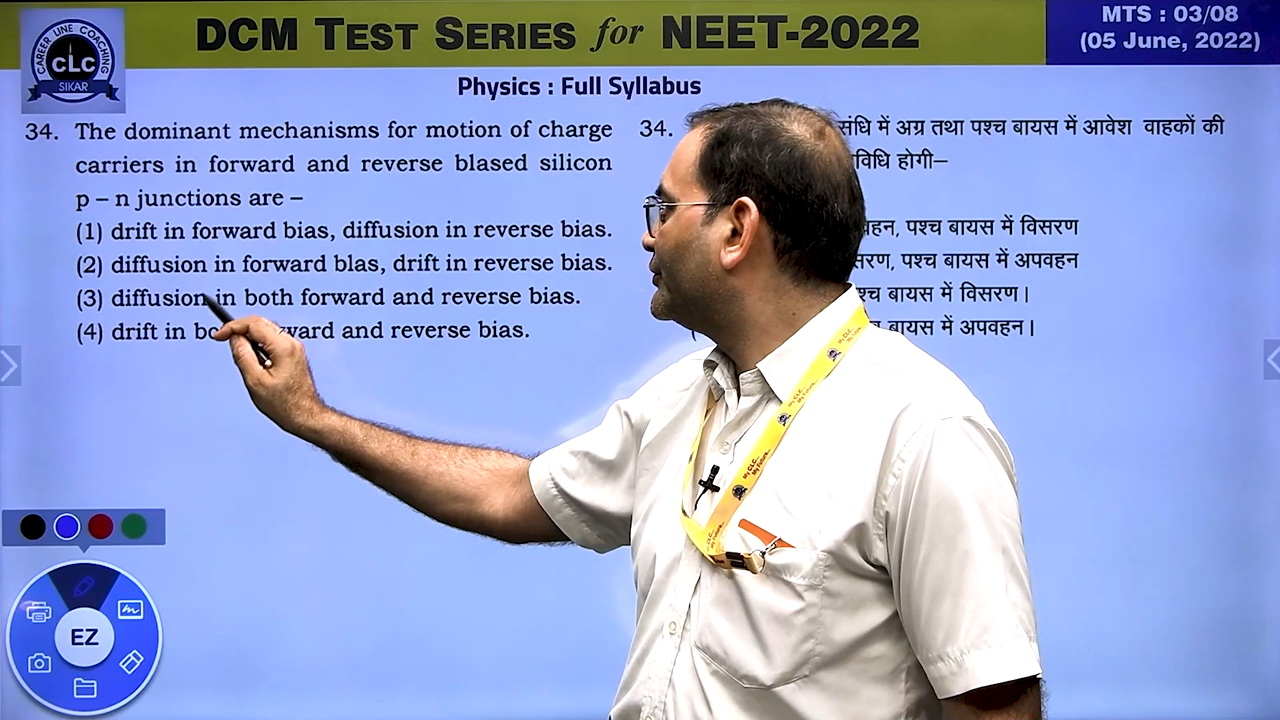 DCM TEST SERIES for NEET-2022
MTS : 03/08
(05 June, 2022)
CAREER LINE COACHING
CLC
SIKAR
Physics : Full Syllabus
34. The dominant mechanisms for motion of charge
carriers in forward and reverse blased silicon
p – n junctions are –
(1) drift in forward bias, diffusion in reverse bias.
(2) diffusion in forward blas, drift in reverse bias.
(3) diffusion in both forward and reverse bias.
(4) drift in and reverse bias.
34. संधि में अग्र तथा पश्च बायस में आवेश वाहकों की
विधि होगी–
पश्च बायस में विसरण
पश्च बायस में अपवहन
बायस में विसरण।
बायस में अपवहन।
EZ
My CLC..
My Future..